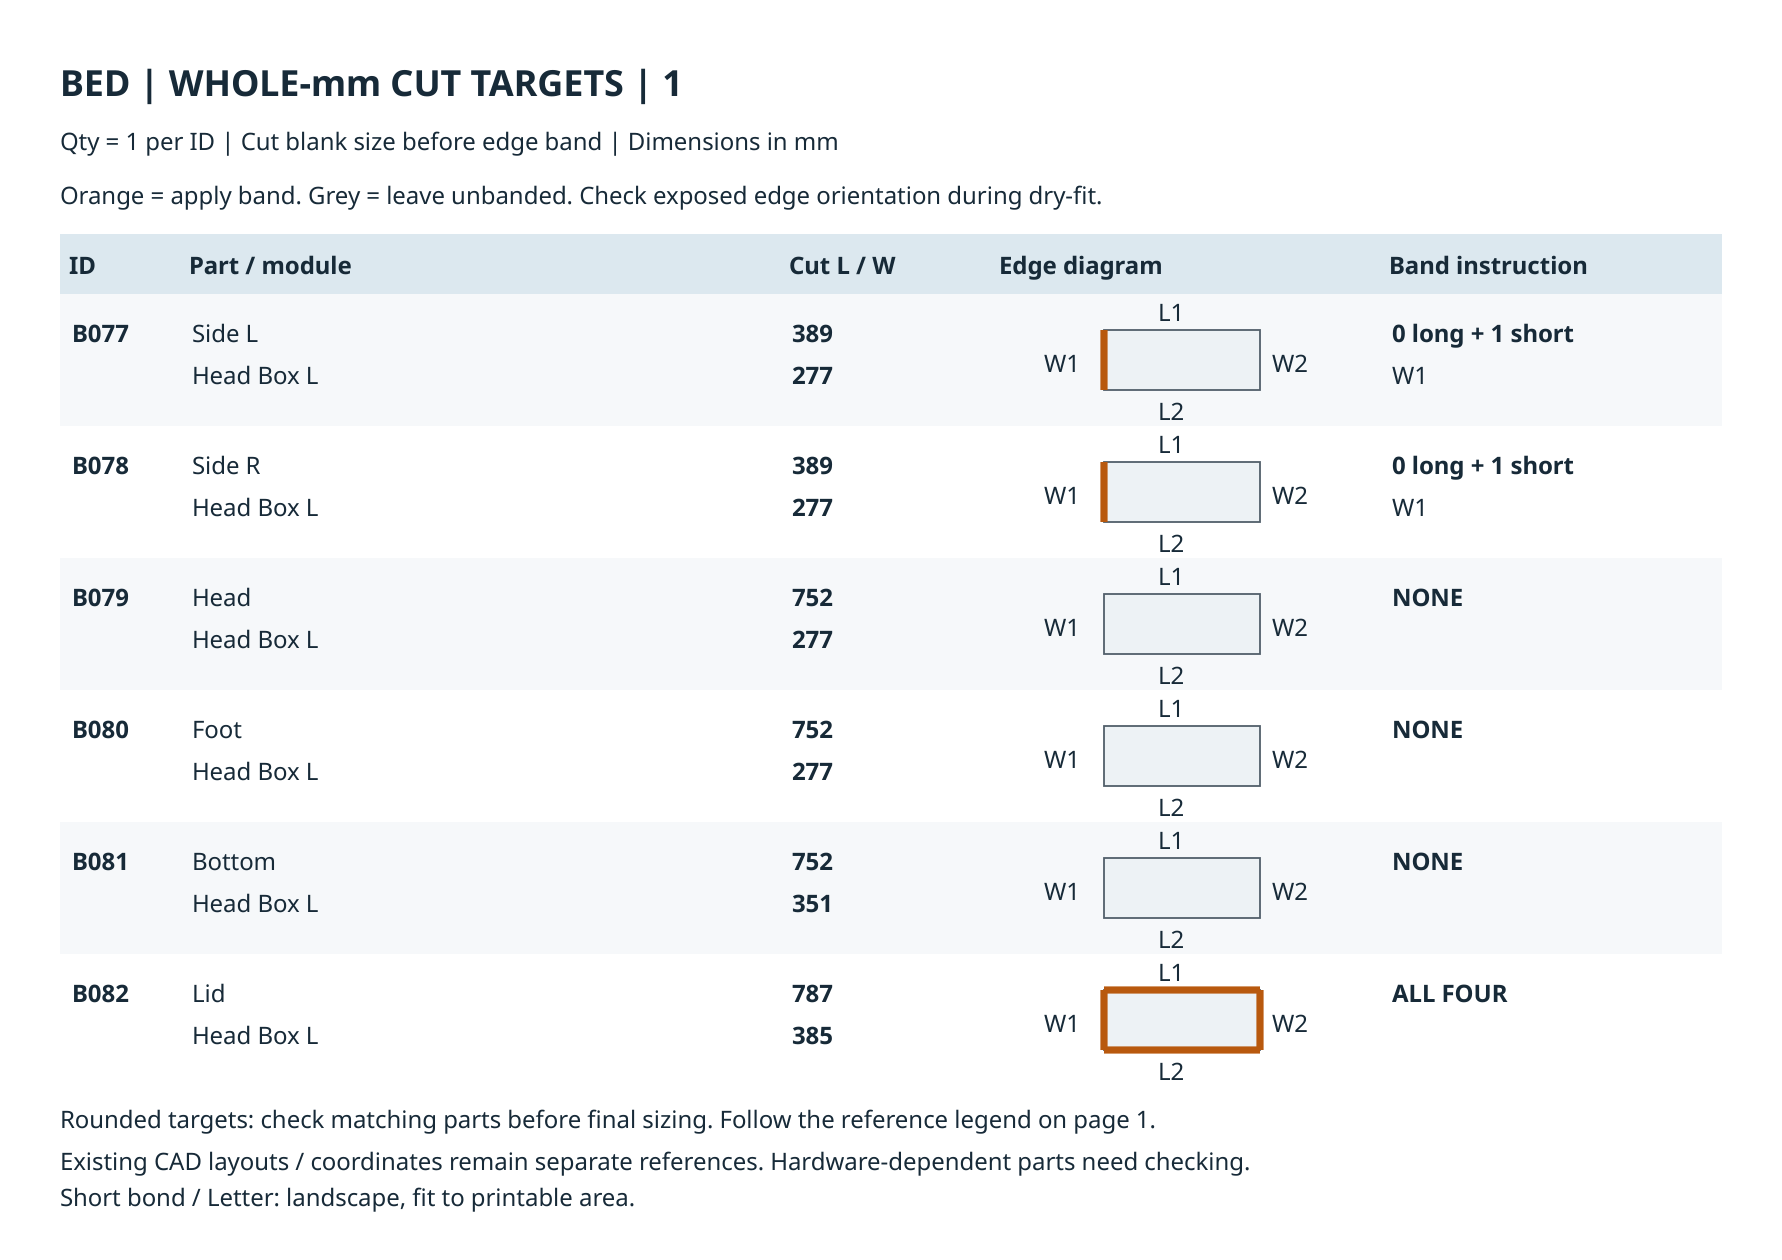 BED | WHOLE-mm CUT TARGETS | 1
Qty = 1 per ID | Cut blank size before edge band | Dimensions in mm
Orange = apply band. Grey = leave unbanded. Check exposed edge orientation during dry-fit.
ID Part / module Cut L / W Edge diagram Band instruction
L1
B077 Side L 389 0 long + 1 short
W1 W2
Head Box L 277 W1
L2
L1
B078 Side R 389 0 long + 1 short
W1 W2
Head Box L 277 W1
L2
L1
B079 Head 752 NONE
W1 W2
Head Box L 277
L2
L1
B080 Foot 752 NONE
W1 W2
Head Box L 277
L2
L1
B081 Bottom 752 NONE
W1 W2
Head Box L 351
L2
L1
B082 Lid 787 ALL FOUR
W1 W2
Head Box L 385
L2
Rounded targets: check matching parts before final sizing. Follow the reference legend on page 1.
Existing CAD layouts / coordinates remain separate references. Hardware-dependent parts need checking.
Short bond / Letter: landscape, fit to printable area.